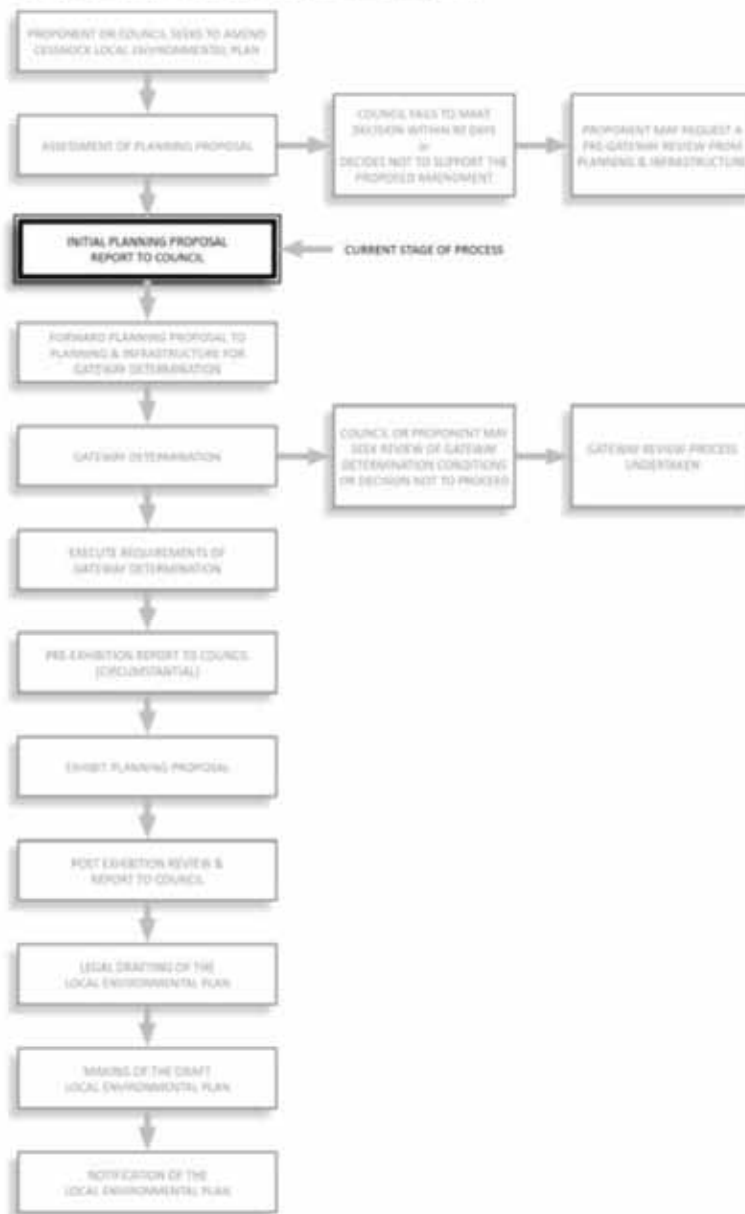 PROPONENT OR COUNCIL SEEKS TO AMEND
CESSNOCK LOCAL ENVIRONMENTAL PLAN
ASSESSMENT OF PLANNING PROPOSAL
COUNCIL FAILS TO MAKE
DECISION WITHIN 90 DAYS
or
DECIDES NOT TO SUPPORT THE
PROPOSED AMENDMENT
PROPONENT MAY REQUEST A
PRE-GATEWAY REVIEW FROM
PLANNING & INFRASTRUCTURE
INITIAL PLANNING PROPOSAL
REPORT TO COUNCIL
CURRENT STAGE OF PROCESS
FORWARD PLANNING PROPOSAL TO
PLANNING & INFRASTRUCTURE FOR
GATEWAY DETERMINATION
GATEWAY DETERMINATION
COUNCIL OR PROPONENT MAY
SEEK REVIEW OF GATEWAY
DETERMINATION CONDITIONS
OR DECISION NOT TO PROCEED
GATEWAY REVIEW PROCESS
UNDERTAKEN
EXECUTE REQUIREMENTS OF
GATEWAY DETERMINATION
PRE-EXHIBITION REPORT TO COUNCIL
(CIRCUMSTANTIAL)
EXHIBIT PLANNING PROPOSAL
POST EXHIBITION REVIEW &
REPORT TO COUNCIL
LEGAL DRAFTING OF THE
LOCAL ENVIRONMENTAL PLAN
MAKING OF THE DRAFT
LOCAL ENVIRONMENTAL PLAN
NOTIFICATION OF THE
LOCAL ENVIRONMENTAL PLAN